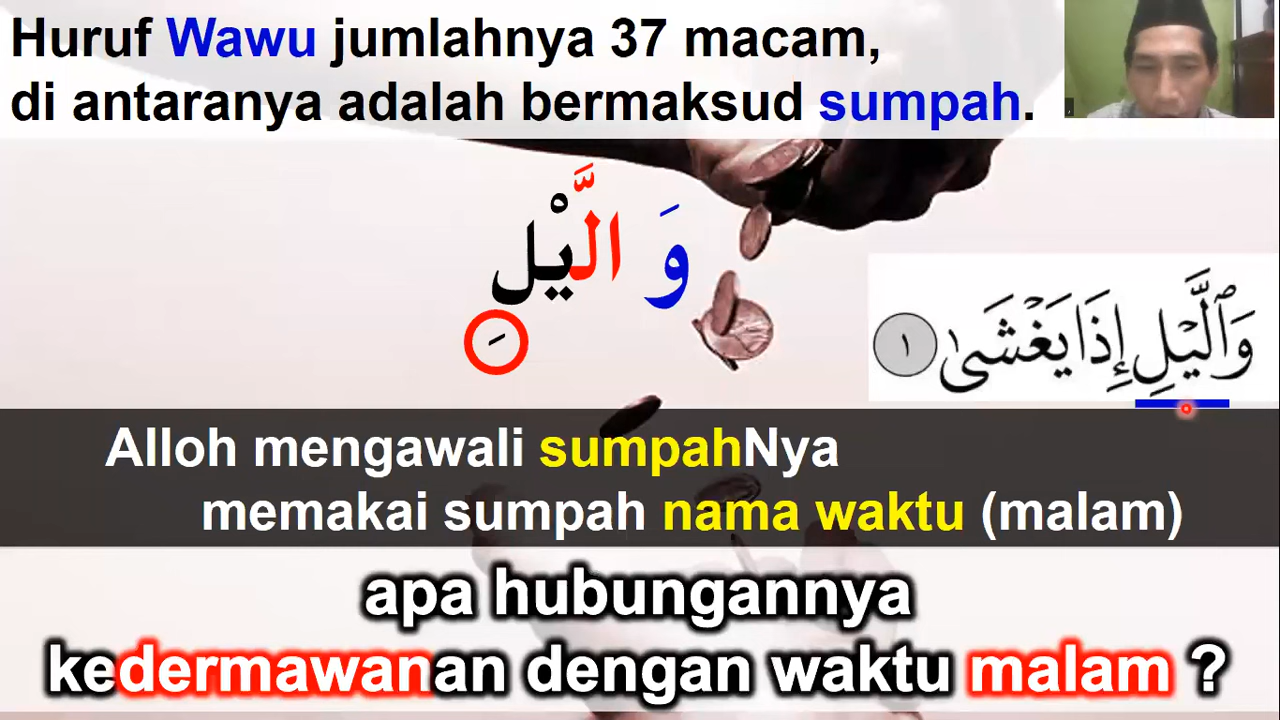 Huruf Wawu jumlahnya 37 macam,
di antaranya adalah bermaksud sumpah.
وَ الَّيْلِ
وَٱلَّيْلِ إِذَا يَغْشَىٰ ١
Alloh mengawali sumpahNya
memakai sumpah nama waktu (malam)
apa hubungannya
kedermawanan dengan waktu malam ?